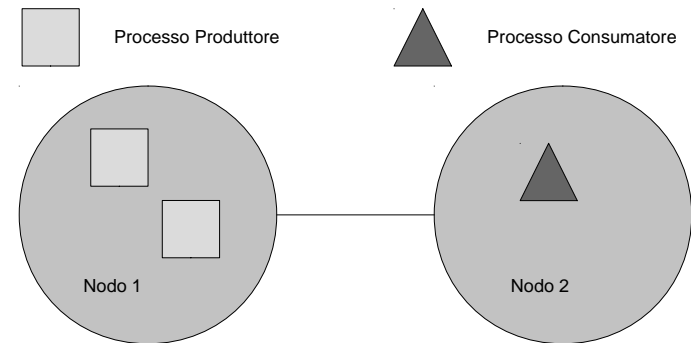 Processo Produttore
Processo Consumatore
Nodo 1
Nodo 2